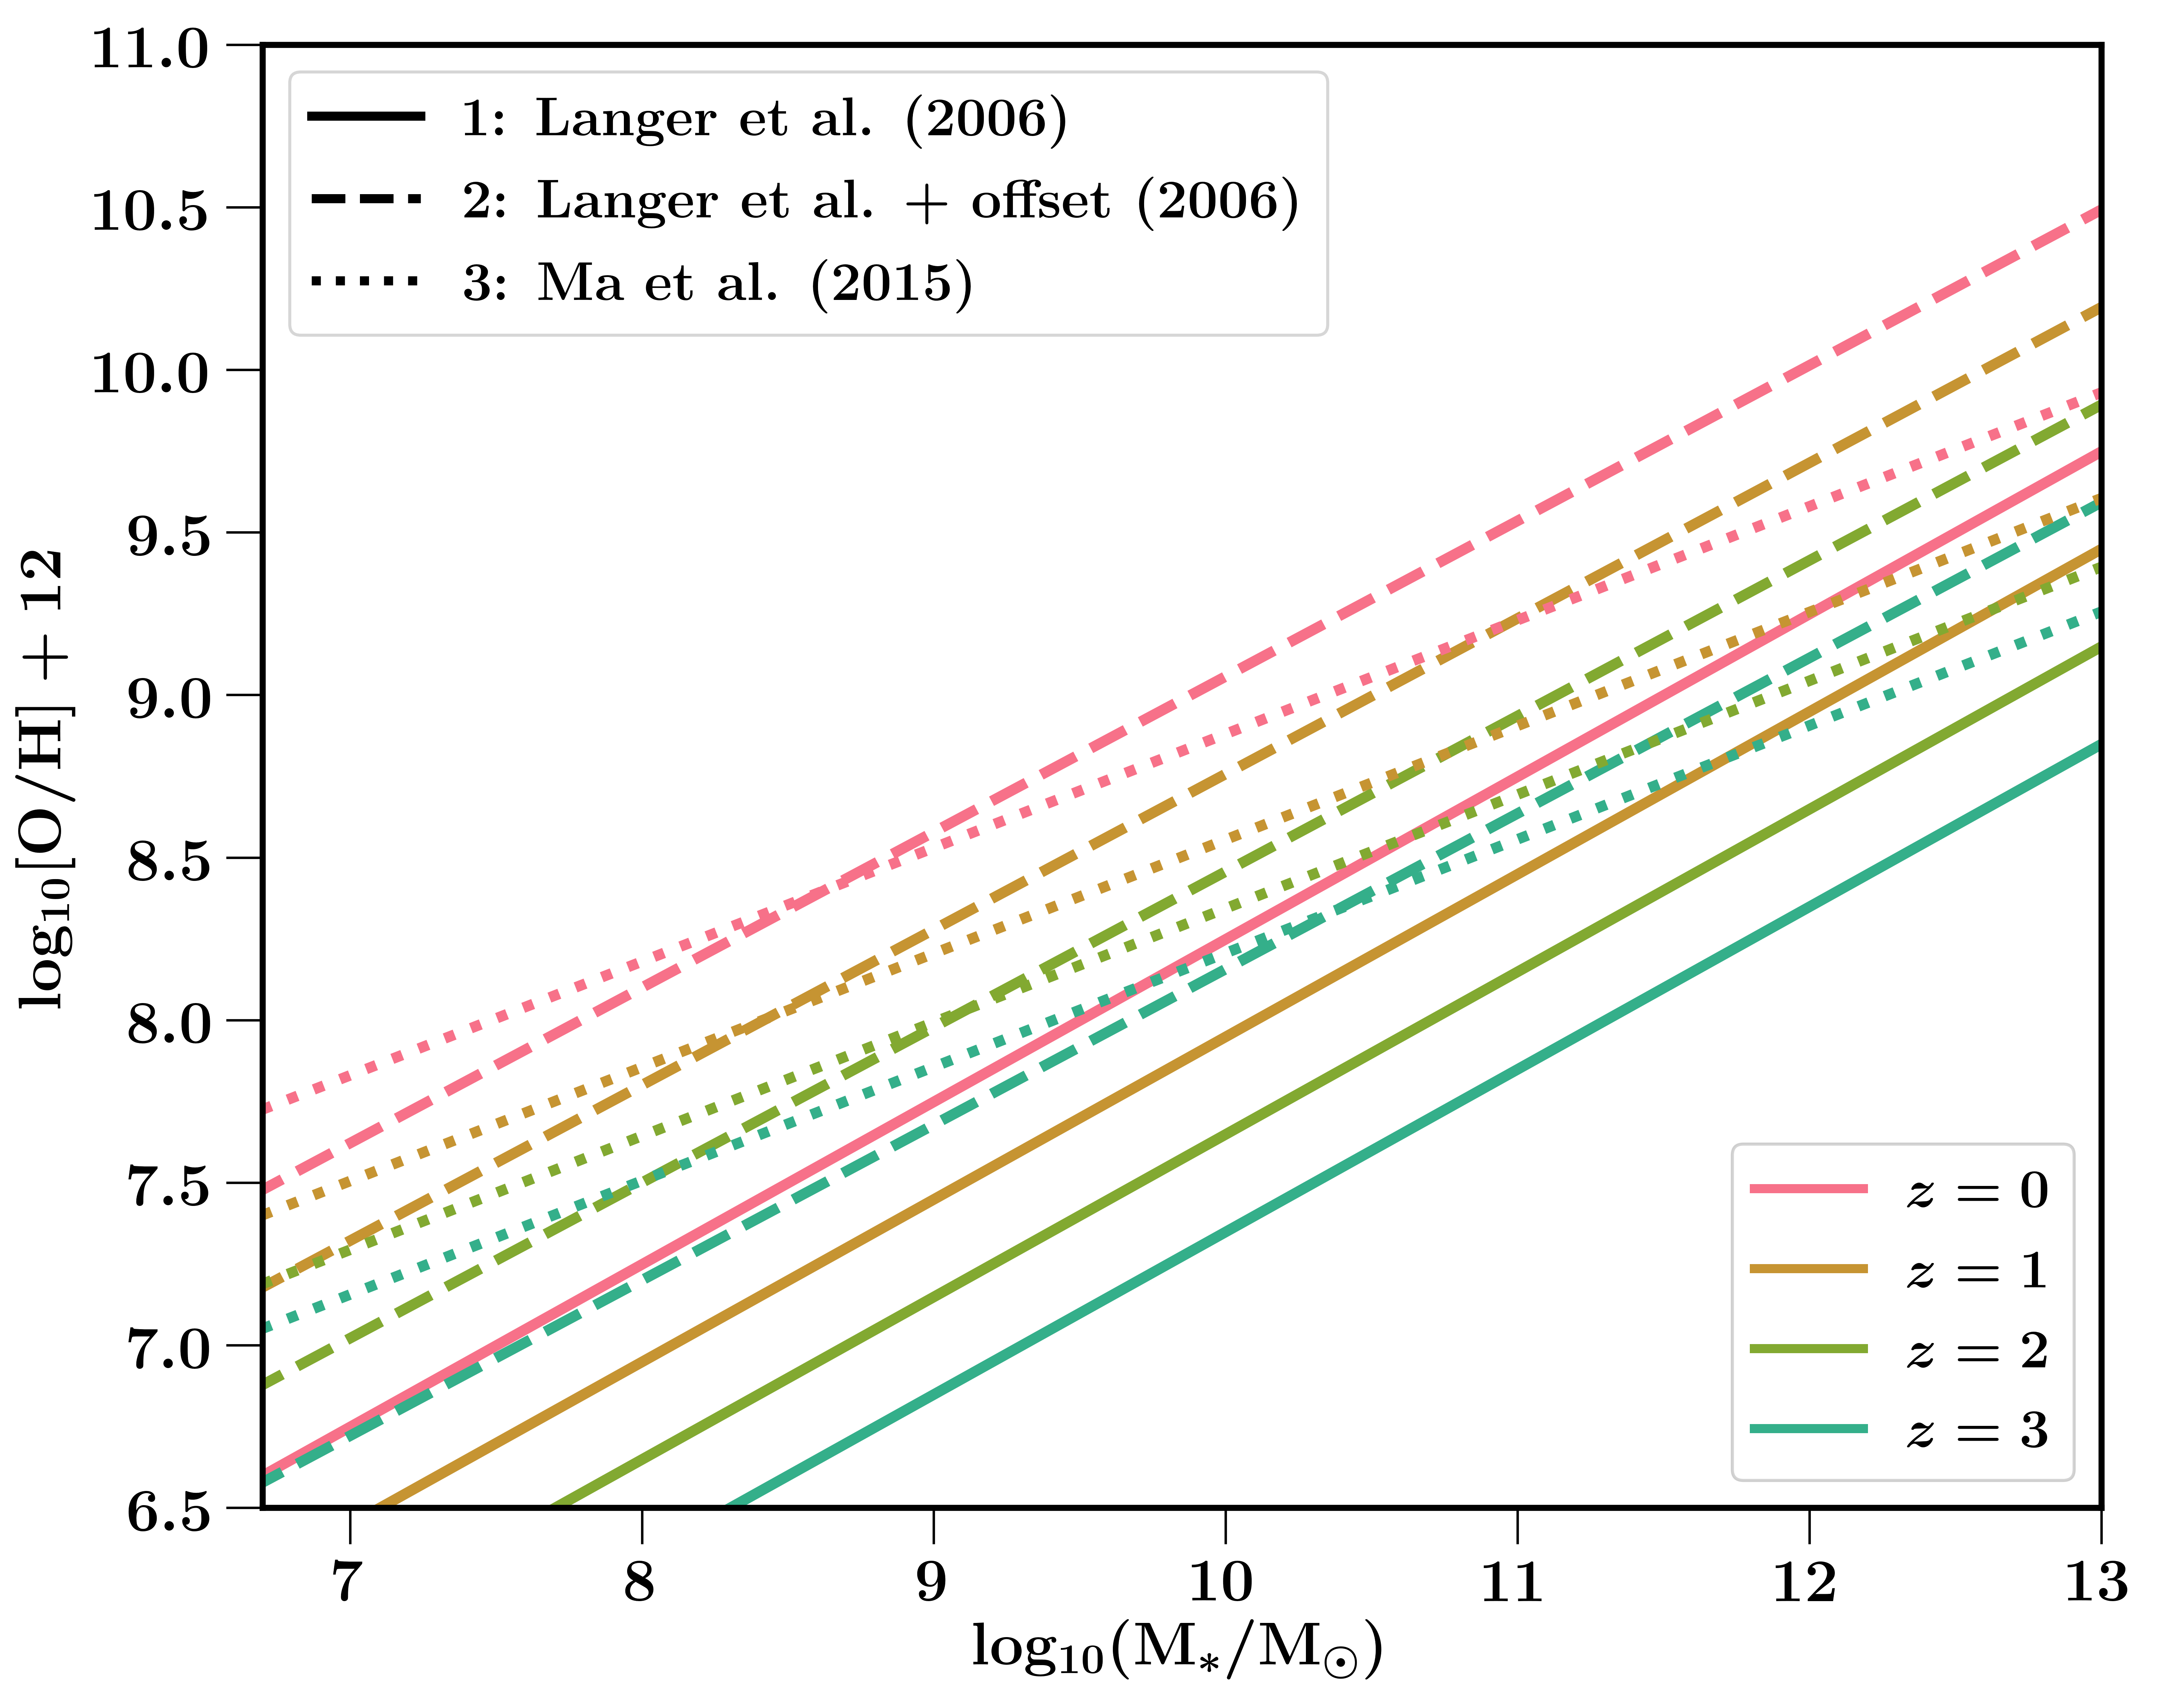 11.0
10.5
10.0
9.5
9.0
8.5
8.0
7.5
7.0
6.5
log₁₀[O/H] + 12
1: Langer et al. (2006)
2: Langer et al. + offset (2006)
3: Ma et al. (2015)
z = 0
z = 1
z = 2
z = 3
7 8 9 10 11 12 13
log₁₀(M∗/M⊙)